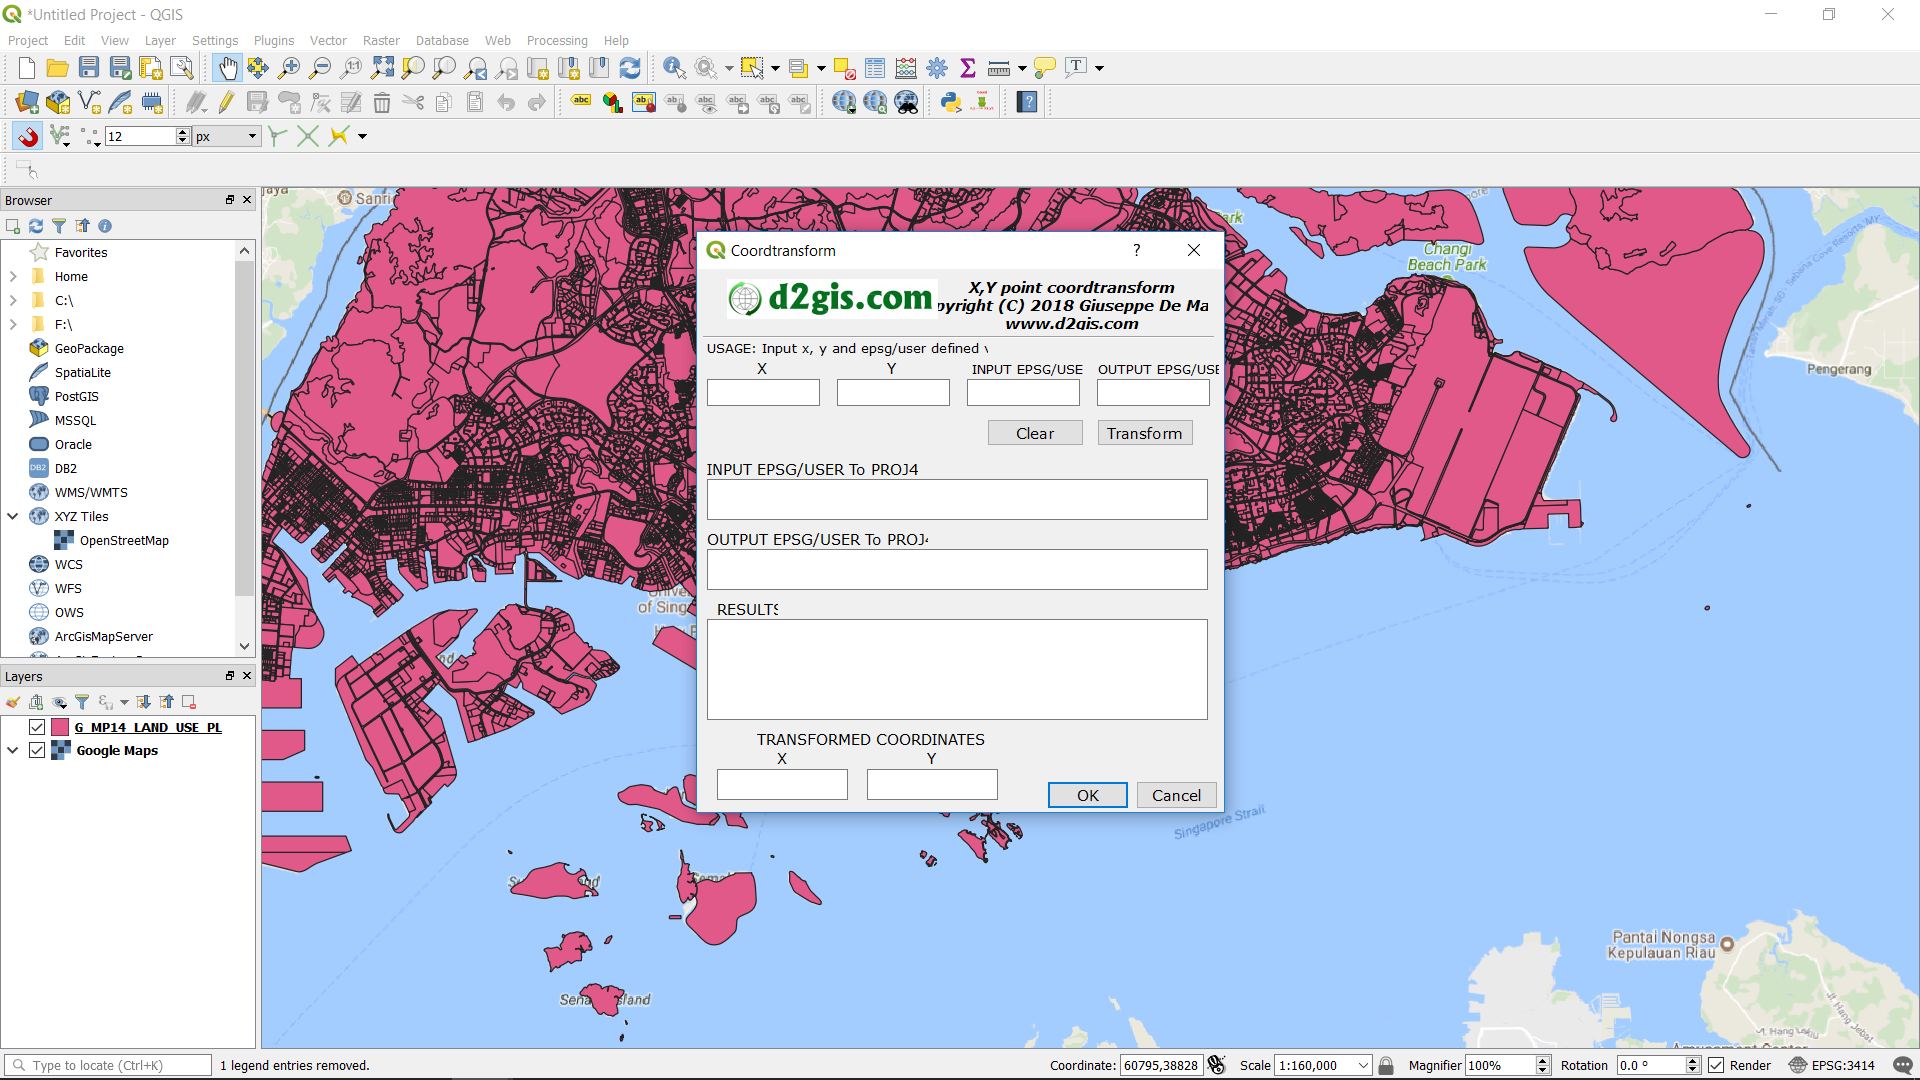 *Untitled Project - QGIS
Project Edit View Layer Settings Plugins Vector Raster Database Web Processing Help
12 px
Browser
Favorites
Home
C:\
F:\
GeoPackage
SpatiaLite
PostGIS
MSSQL
Oracle
DB2
WMS/WMTS
XYZ Tiles
OpenStreetMap
WCS
WFS
OWS
ArcGisMapServer
Layers
G_MP14_LAND_USE_PL
Google Maps
Coordtransform
?
d2gis.com
X,Y point coordtransform
pyright (C) 2018 Giuseppe De Ma
www.d2gis.com
USAGE: Input x, y and epsg/user defined v
X Y INPUT EPSG/USE OUTPUT EPSG/USE
Clear Transform
INPUT EPSG/USER To PROJ4
OUTPUT EPSG/USER To PROJ4
RESULTS
TRANSFORMED COORDINATES
X Y
OK Cancel
Changi
Beach Park
Pengerang
of Sing
Singapore Strait
Pantai Nongsa
Kepulauan Riau
Type to locate (Ctrl+K) 1 legend entries removed. Coordinate: 60795,38828 Scale 1:160,000 Magnifier 100% Rotation 0.0 ° Render EPSG:3414